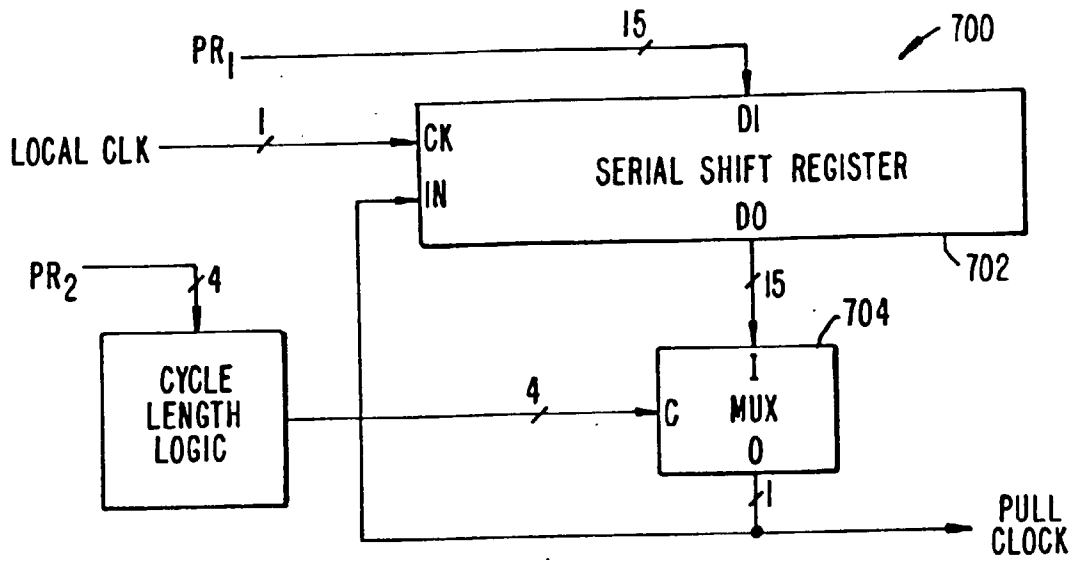 15
700
PR1
1
DI
LOCAL CLK
CK
SERIAL SHIFT REGISTER
IN
DO
702
PR2
4
15
704
I
CYCLE
LENGTH
LOGIC
4
C
MUX
O
1
PULL
CLOCK